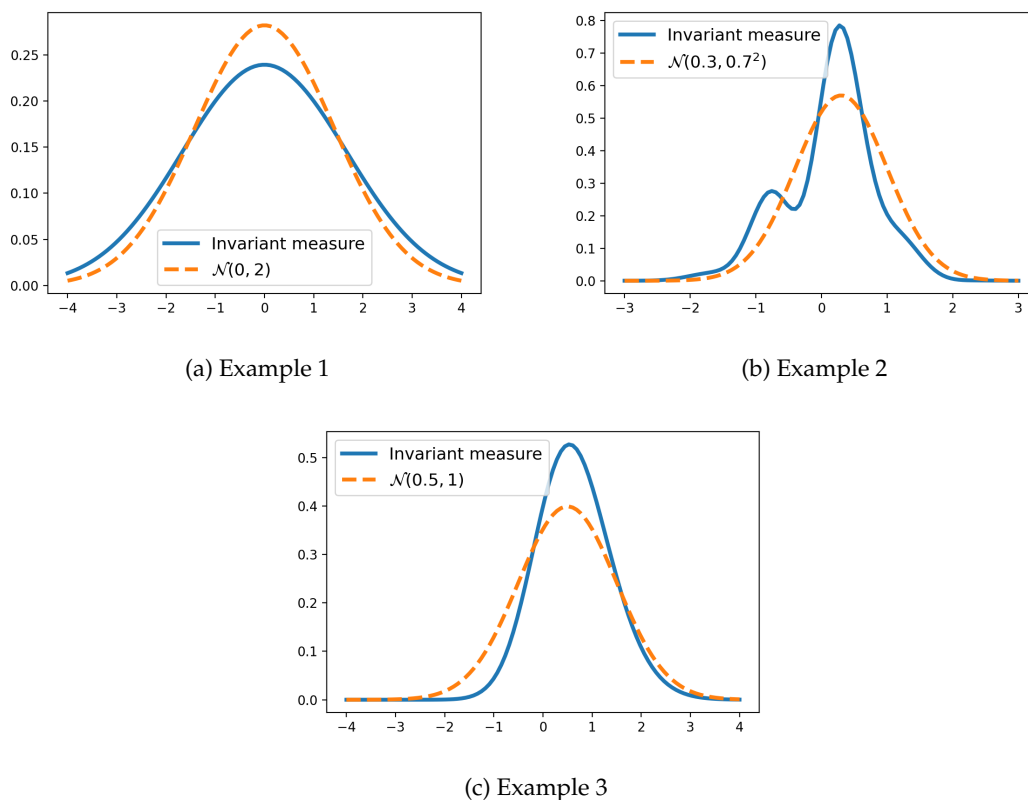 0.25
0.20
0.15
0.10
0.05
0.00
Invariant measure
𝒩(0, 2)
−4 −3 −2 −1 0 1 2 3 4
(a) Example 1
0.8
0.7
0.6
0.5
0.4
0.3
0.2
0.1
0.0
Invariant measure
𝒩(0.3, 0.7²)
−3 −2 −1 0 1 2 3
(b) Example 2
0.5
0.4
0.3
0.2
0.1
0.0
Invariant measure
𝒩(0.5, 1)
−4 −3 −2 −1 0 1 2 3 4
(c) Example 3